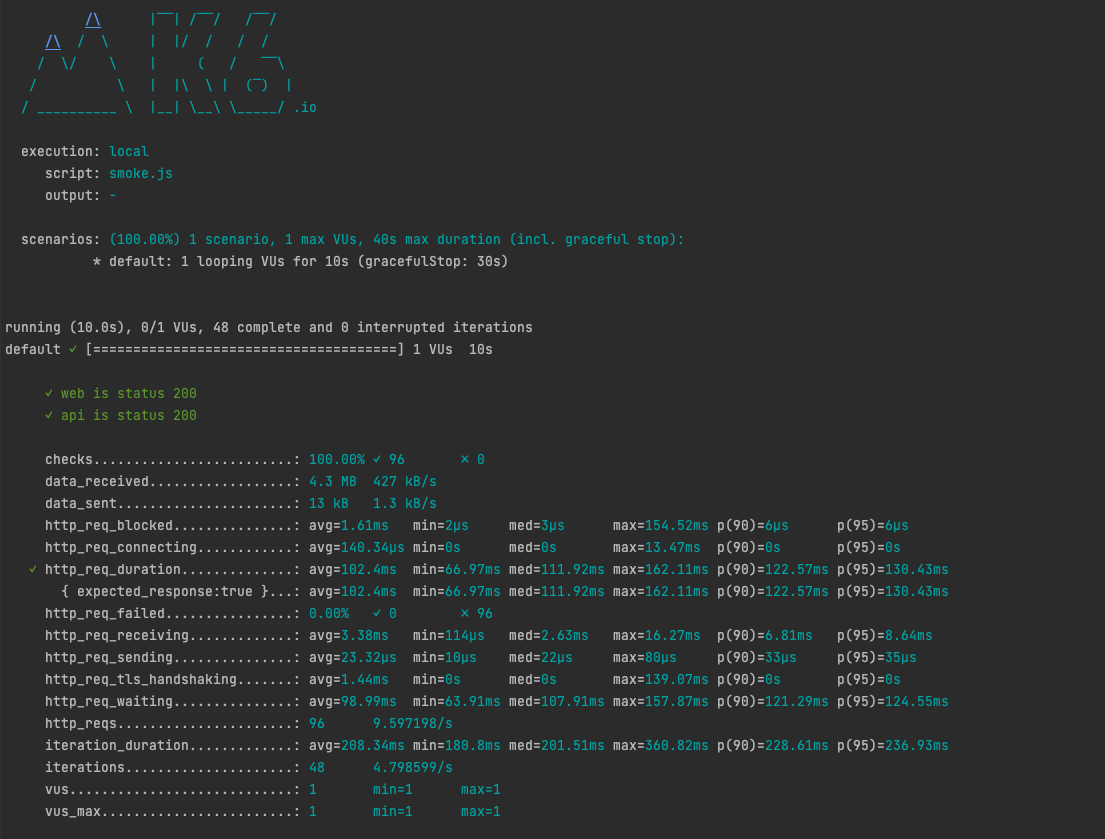 /\      |‾‾| /‾‾/   /‾‾/
     /\  /  \     |  |/  /   /  /
    /  \/    \    |     (   /   ‾‾\
   /          \   |  |\  \ |  (‾)  |
  / __________ \  |__| \__\ \_____/ .io
  execution: local
     script: smoke.js
     output: -
  scenarios: (100.00%) 1 scenario, 1 max VUs, 40s max duration (incl. graceful stop):
           * default: 1 looping VUs for 10s (gracefulStop: 30s)
running (10.0s), 0/1 VUs, 48 complete and 0 interrupted iterations
default ✓ [======================================] 1 VUs  10s
     ✓ web is status 200
     ✓ api is status 200
     checks.........................: 100.00% ✓ 96       ✗ 0
     data_received..................: 4.3 MB  427 kB/s
     data_sent......................: 13 kB   1.3 kB/s
     http_req_blocked...............: avg=1.61ms   min=2µs     med=3µs      max=154.52ms p(90)=6µs      p(95)=6µs
     http_req_connecting............: avg=140.34µs min=0s      med=0s       max=13.47ms  p(90)=0s       p(95)=0s
   ✓ http_req_duration..............: avg=102.4ms  min=66.97ms med=111.92ms max=162.11ms p(90)=122.57ms p(95)=130.43ms
       { expected_response:true }...: avg=102.4ms  min=66.97ms med=111.92ms max=162.11ms p(90)=122.57ms p(95)=130.43ms
     http_req_failed................: 0.00%   ✓ 0        ✗ 96
     http_req_receiving.............: avg=3.38ms   min=114µs   med=2.63ms   max=16.27ms  p(90)=6.81ms   p(95)=8.64ms
     http_req_sending...............: avg=23.32µs  min=10µs    med=22µs     max=80µs     p(90)=33µs     p(95)=35µs
     http_req_tls_handshaking.......: avg=1.44ms   min=0s      med=0s       max=139.07ms p(90)=0s       p(95)=0s
     http_req_waiting...............: avg=98.99ms  min=63.91ms med=107.91ms max=157.87ms p(90)=121.29ms p(95)=124.55ms
     http_reqs......................: 96      9.597198/s
     iteration_duration.............: avg=208.34ms min=180.8ms med=201.51ms max=360.82ms p(90)=228.61ms p(95)=236.93ms
     iterations.....................: 48      4.798599/s
     vus............................: 1       min=1      max=1
     vus_max........................: 1       min=1      max=1